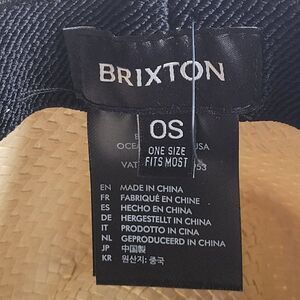 BRIXTON
OS
ONE SIZE
FITS MOST
USA
EN MADE IN CHINA
FR FABRIQUÉ EN CHINE
ES HECHO EN CHINA
DE HERGESTELLT IN CHINA
IT PRODOTTO IN CINA
NL GEPRODUCEERD IN CHINA
JP 中国製
KR 원산지: 중국